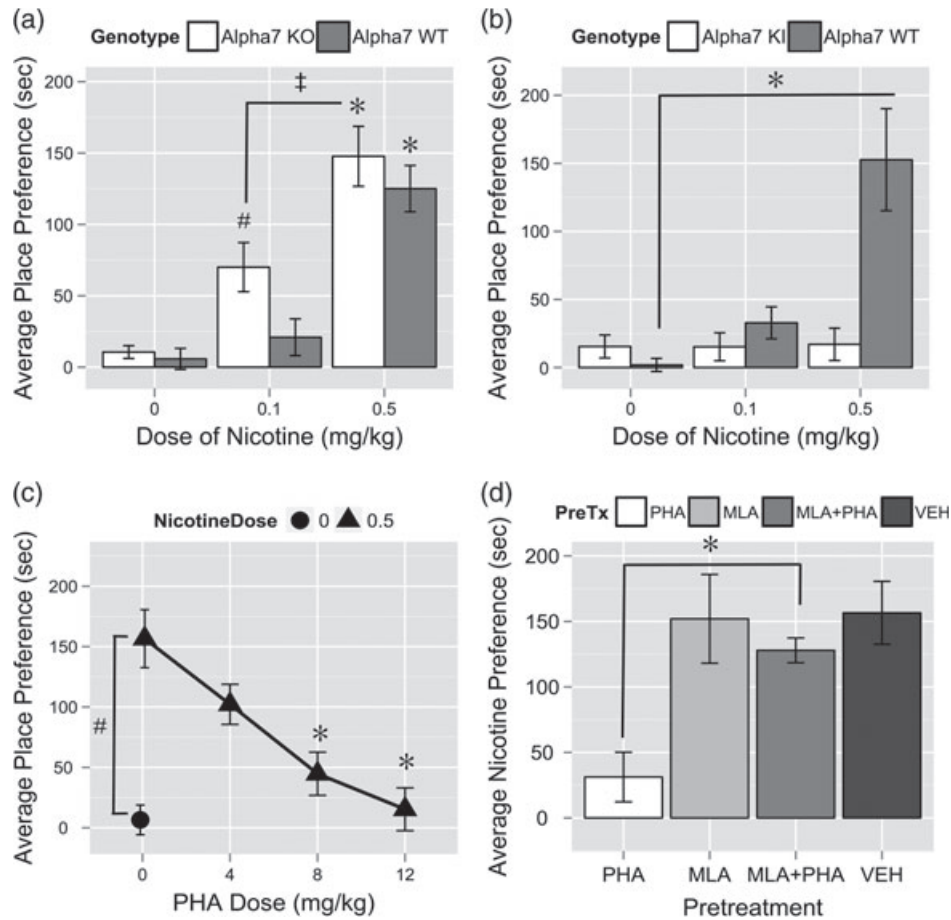 (a)
Genotype Alpha7 KO Alpha7 WT
Average Place Preference (sec)
200
150
100
50
0
‡
*
*
#
0 0.1 0.5
Dose of Nicotine (mg/kg)
(b)
Genotype Alpha7 KI Alpha7 WT
Average Place Preference (sec)
200
150
100
50
0
*
0 0.1 0.5
Dose of Nicotine (mg/kg)
(c)
NicotineDose 0 0.5
Average Place Preference (sec)
200
150
100
50
0
#
*
*
0 4 8 12
PHA Dose (mg/kg)
(d)
PreTx PHA MLA MLA+PHA VEH
Average Nicotine Preference (sec)
200
150
100
50
0
*
PHA MLA MLA+PHA VEH
Pretreatment